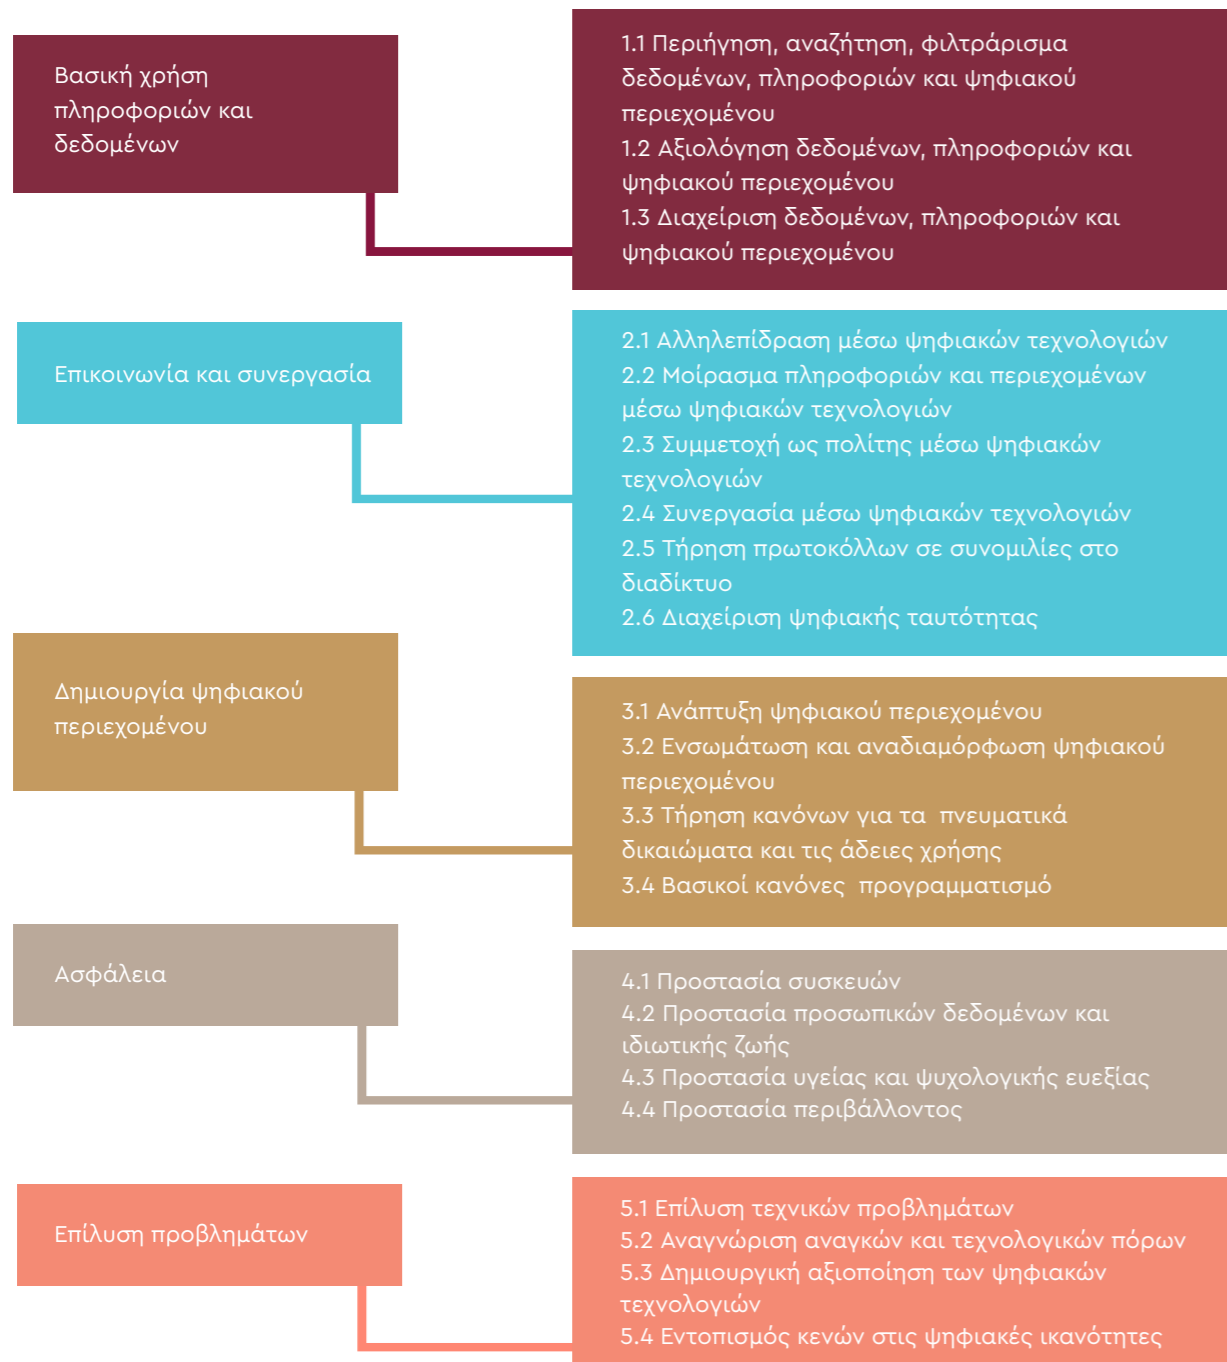 Βασική χρήση
πληροφοριών και
δεδομένων
1.1 Περιήγηση, αναζήτηση, φιλτράρισμα
δεδομένων, πληροφοριών και ψηφιακού
περιεχομένου
1.2 Αξιολόγηση δεδομένων, πληροφοριών και
ψηφιακού περιεχομένου
1.3 Διαχείριση δεδομένων, πληροφοριών και
ψηφιακού περιεχομένου
Επικοινωνία και συνεργασία
2.1 Αλληλεπίδραση μέσω ψηφιακών τεχνολογιών
2.2 Μοίρασμα πληροφοριών και περιεχομένων
μέσω ψηφιακών τεχνολογιών
2.3 Συμμετοχή ως πολίτης μέσω ψηφιακών
τεχνολογιών
2.4 Συνεργασία μέσω ψηφιακών τεχνολογιών
2.5 Τήρηση πρωτοκόλλων σε συνομιλίες στο
διαδίκτυο
2.6 Διαχείριση ψηφιακής ταυτότητας
Δημιουργία ψηφιακού
περιεχομένου
3.1 Ανάπτυξη ψηφιακού περιεχομένου
3.2 Ενσωμάτωση και αναδιαμόρφωση ψηφιακού
περιεχομένου
3.3 Τήρηση κανόνων για τα  πνευματικά
δικαιώματα και τις άδειες χρήσης
3.4 Βασικοί κανόνες  προγραμματισμό
Ασφάλεια
4.1 Προστασία συσκευών
4.2 Προστασία προσωπικών δεδομένων και
ιδιωτικής ζωής
4.3 Προστασία υγείας και ψυχολογικής ευεξίας
4.4 Προστασία περιβάλλοντος
Επίλυση προβλημάτων
5.1 Επίλυση τεχνικών προβλημάτων
5.2 Αναγνώριση αναγκών και τεχνολογικών πόρων
5.3 Δημιουργική αξιοποίηση των ψηφιακών
τεχνολογιών
5.4 Εντοπισμός κενών στις ψηφιακές ικανότητες